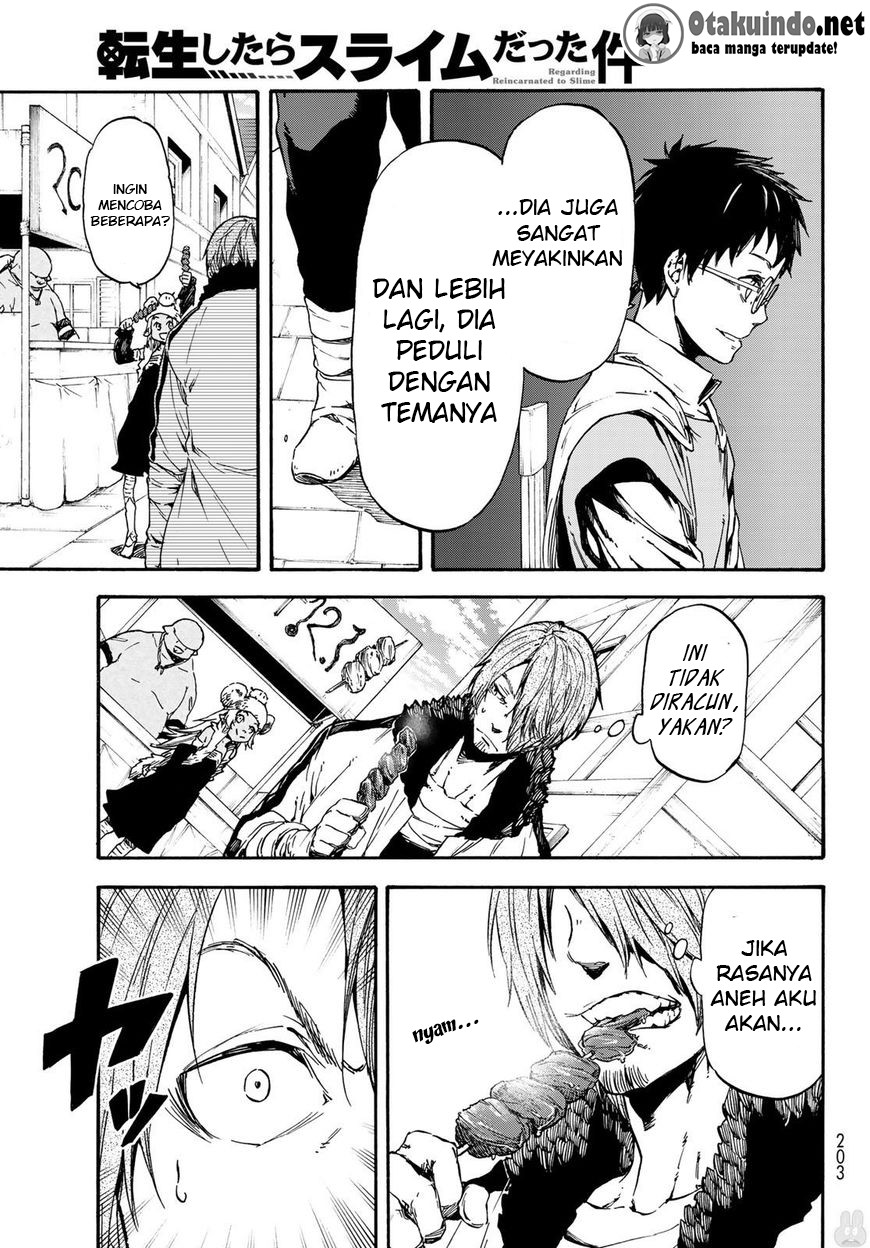 Otakuindo.net
baca manga terupdate!
転生したらスライムだった件
Regarding
Reincarnated to Slime
...DIA JUGA
SANGAT
MEYAKINKAN
DAN LEBIH
LAGI, DIA
PEDULI
DENGAN
TEMANYA
INGIN
MENCOBA
BEBERAPA?
INI
TIDAK
DIRACUN,
YAKAN?
JIKA
RASANYA
ANEH AKU
AKAN...
nyam...
203